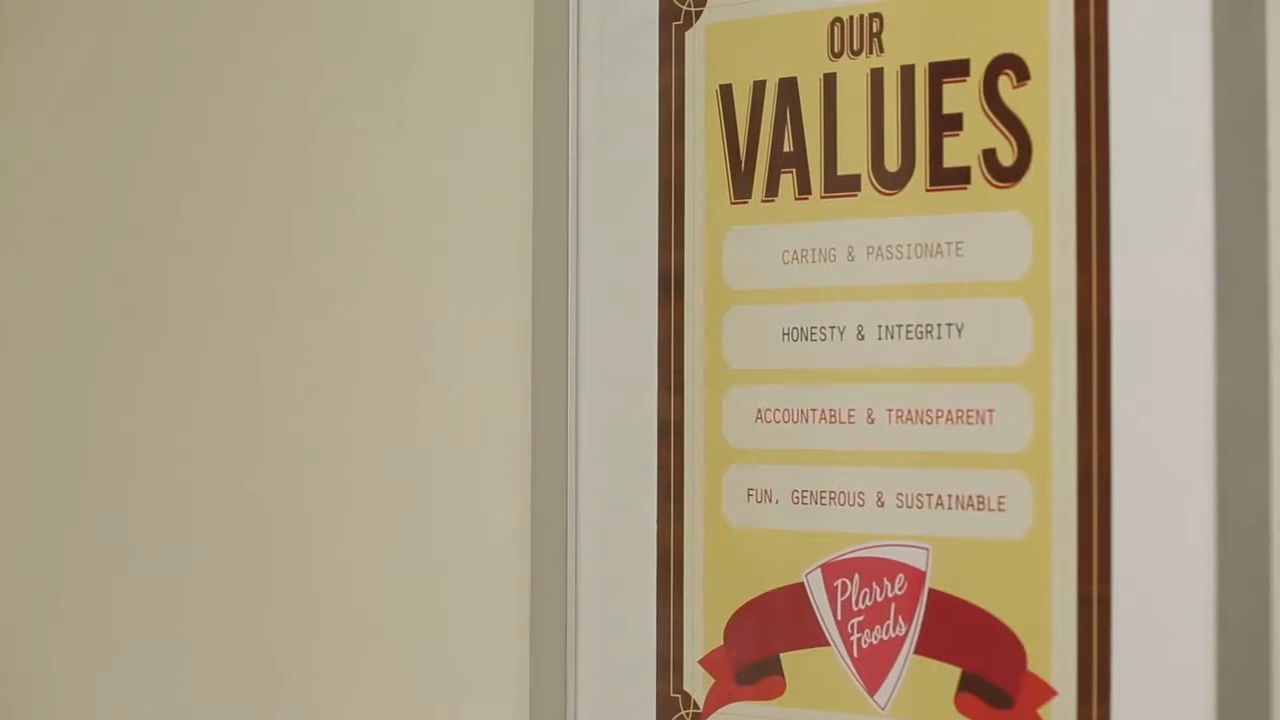 OUR
VALUES
CARING & PASSIONATE
HONESTY & INTEGRITY
ACCOUNTABLE & TRANSPARENT
FUN, GENEROUS & SUSTAINABLE
Plarre
Foods